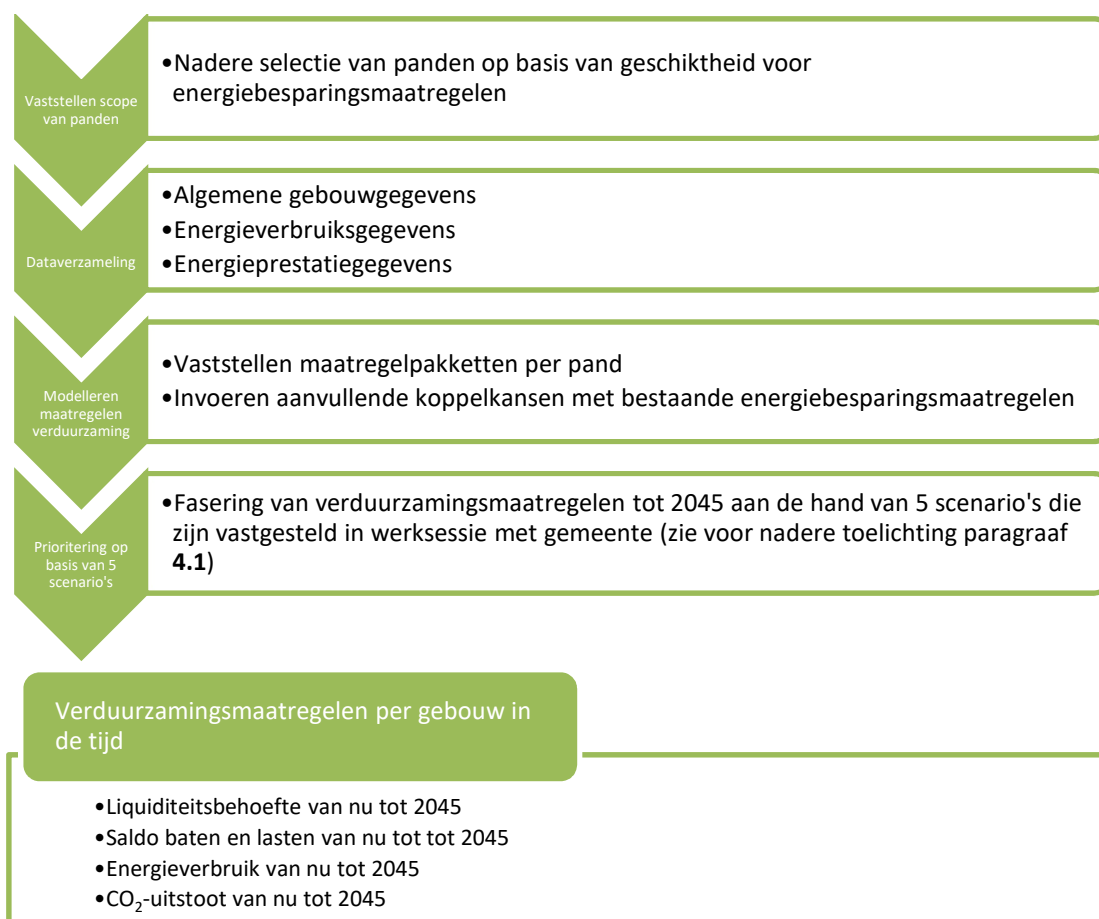 Vaststellen scope
van panden
•Nadere selectie van panden op basis van geschiktheid voor
energiebesparingsmaatregelen
Dataverzameling
•Algemene gebouwgegevens
•Energieverbruiksgegevens
•Energieprestatiegegevens
Modelleren
maatregelen
verduurzaming
•Vaststellen maatregelpakketten per pand
•Invoeren aanvullende koppelkansen met bestaande energiebesparingsmaatregelen
Prioritering op
basis van 5
scenario's
•Fasering van verduurzamingsmaatregelen tot 2045 aan de hand van 5 scenario's die
zijn vastgesteld in werksessie met gemeente (zie voor nadere toelichting paragraaf
4.1)
Verduurzamingsmaatregelen per gebouw in
de tijd
•Liquiditeitsbehoefte van nu tot 2045
•Saldo baten en lasten van nu tot tot 2045
•Energieverbruik van nu tot 2045
•CO₂-uitstoot van nu tot 2045